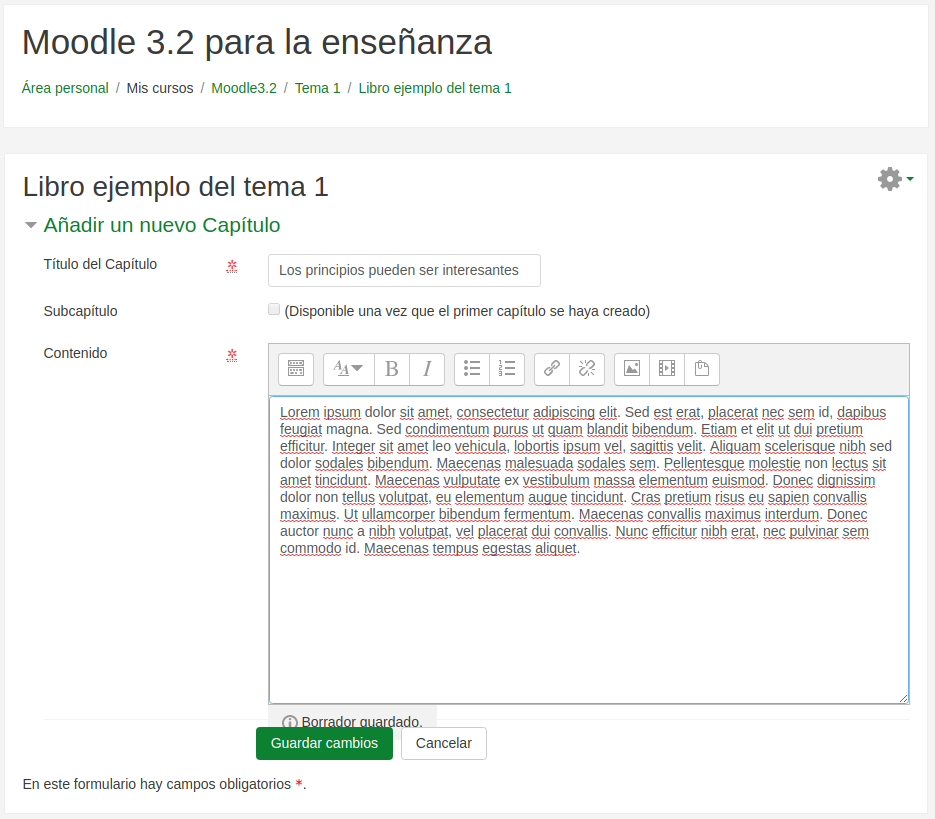 Moodle 3.2 para la enseñanza
Área personal / Mis cursos / Moodle3.2 / Tema 1 / Libro ejemplo del tema 1
Libro ejemplo del tema 1
Añadir un nuevo Capítulo
Título del Capítulo
Los principios pueden ser interesantes
Subcapítulo
(Disponible una vez que el primer capítulo se haya creado)
Contenido
Lorem ipsum dolor sit amet, consectetur adipiscing elit. Sed est erat, placerat nec sem id, dapibus
feugiat magna. Sed condimentum purus ut quam blandit bibendum. Etiam et elit ut dui pretium
efficitur. Integer sit amet leo vehicula, lobortis ipsum vel, sagittis velit. Aliquam scelerisque nibh sed
dolor sodales bibendum. Maecenas malesuada sodales sem. Pellentesque molestie non lectus sit
amet tincidunt. Maecenas vulputate ex vestibulum massa elementum euismod. Donec dignissim
dolor non tellus volutpat, eu elementum augue tincidunt. Cras pretium risus eu sapien convallis
maximus. Ut ullamcorper bibendum fermentum. Maecenas convallis maximus interdum. Donec
auctor nunc a nibh volutpat, vel placerat dui convallis. Nunc efficitur nibh erat, nec pulvinar sem
commodo id. Maecenas tempus egestas aliquet.
Borrador guardado.
Guardar cambios
Cancelar
En este formulario hay campos obligatorios *.